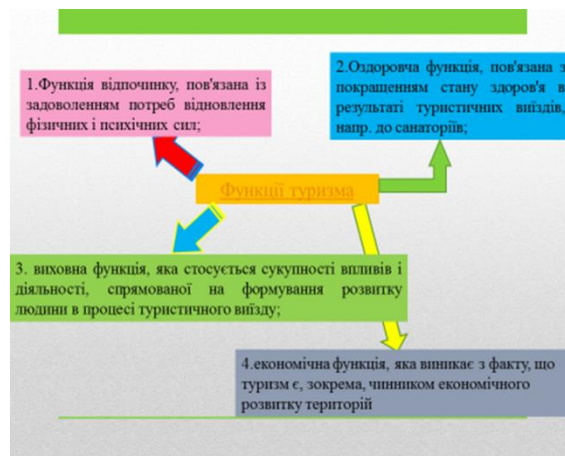 1.Функція відпочинку, пов'язана із
задоволенням потреб відновлення
фізичних і психічних сил;
2.Оздоровча функція, пов'язана з
покращенням стану здоров'я в
результаті туристичних виїздів,
напр. до санаторіїв;
Функції туризма
3. виховна функція, яка стосується сукупності впливів і
діяльності, спрямованої на формування розвитку
людини в процесі туристичного виїзду;
4.економічна функція, яка виникає з факту, що
туризм є, зокрема, чинником економічного
розвитку територій